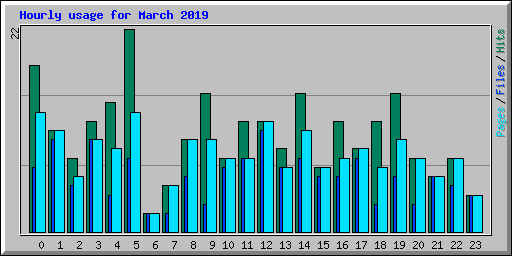 Hourly usage for March 2019
22
Pages/Files/Hits
0 1 2 3 4 5 6 7 8 9 10 11 12 13 14 15 16 17 18 19 20 21 22 23